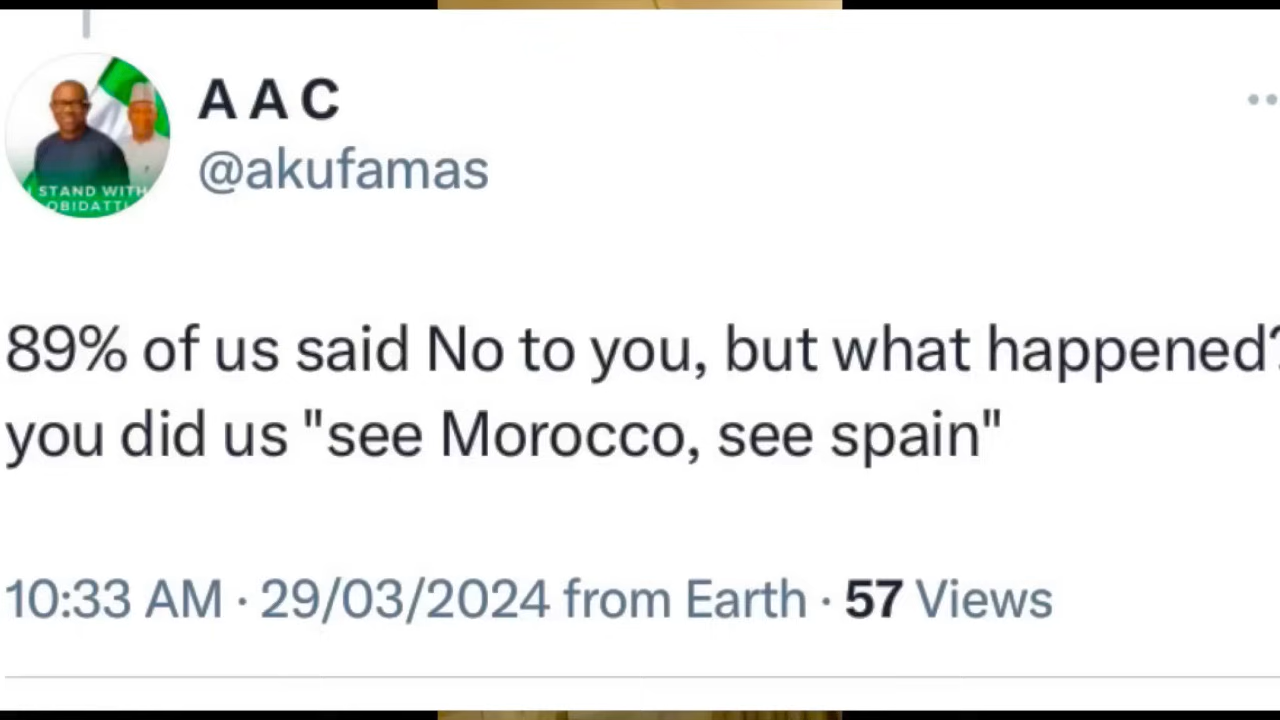 A A C
@akufamas
STAND WITH
OBIDATTI
89% of us said No to you, but what happened?
you did us "see Morocco, see spain"
10:33 AM · 29/03/2024 from Earth · 57 Views